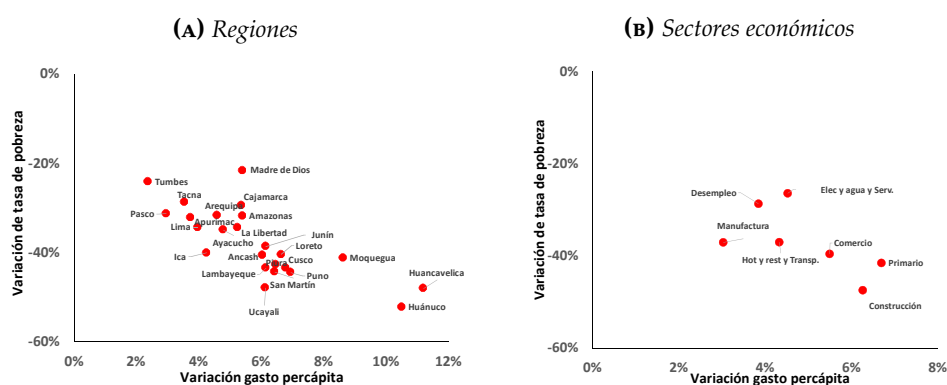 (A) Regiones
Variación de tasa de pobreza
0%
-20%
-40%
-60%
0% 2% 4% 6% 8% 10% 12%
Variación gasto percápita
Madre de Dios
Tumbes
Tacna
Cajamarca
Arequipa
Pasco
Amazonas
Apurimac
Lima
La Libertad
Junín
Ayacucho
Loreto
Ica
Ancash
Moquegua
Piura
Cusco
Huancavelica
Lambayeque
Puno
San Martín
Huánuco
Ucayali
(B) Sectores económicos
Variación de tasa de pobreza
0%
-20%
-40%
-60%
0% 2% 4% 6% 8%
Variación gasto percápita
Desempleo
Elec y agua y Serv.
Manufactura
Comercio
Hot y rest y Transp.
Primario
Construcción